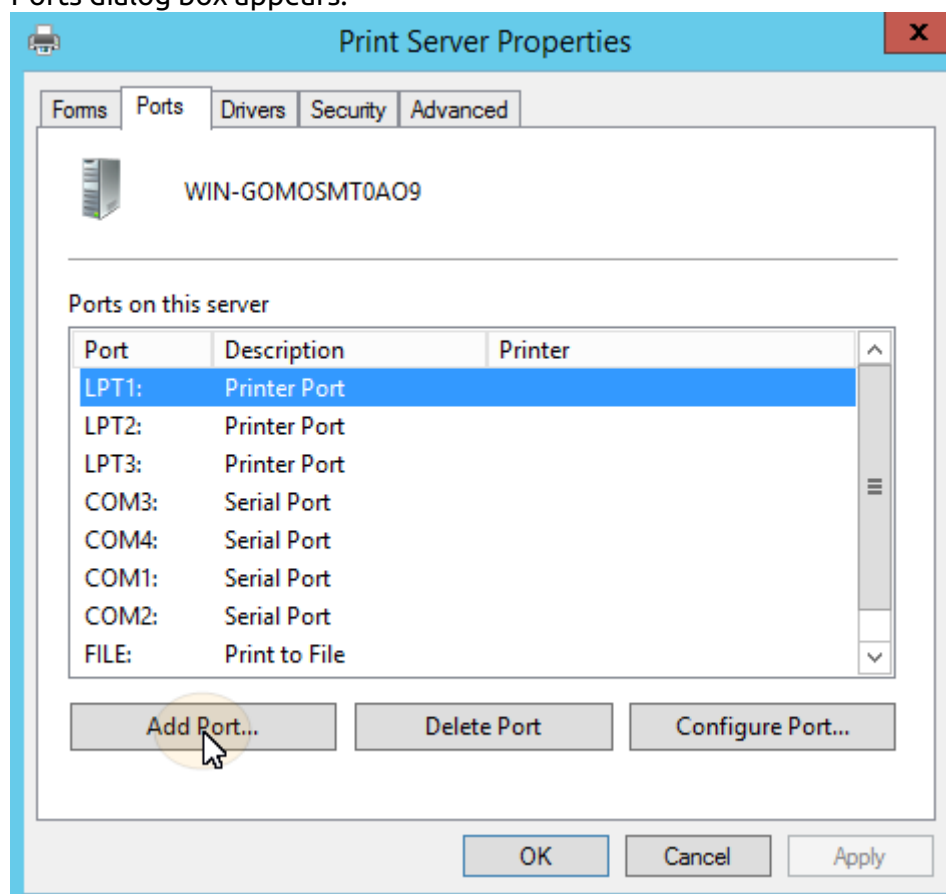 Ports dialog box appears.
Print Server Properties
x
Forms Ports Drivers Security Advanced
WIN-GOMOSMT0AO9
Ports on this server
Port Description Printer
LPT1: Printer Port
LPT2: Printer Port
LPT3: Printer Port
COM3: Serial Port
COM4: Serial Port
COM1: Serial Port
COM2: Serial Port
FILE: Print to File
Add Port... Delete Port Configure Port...
OK Cancel Apply